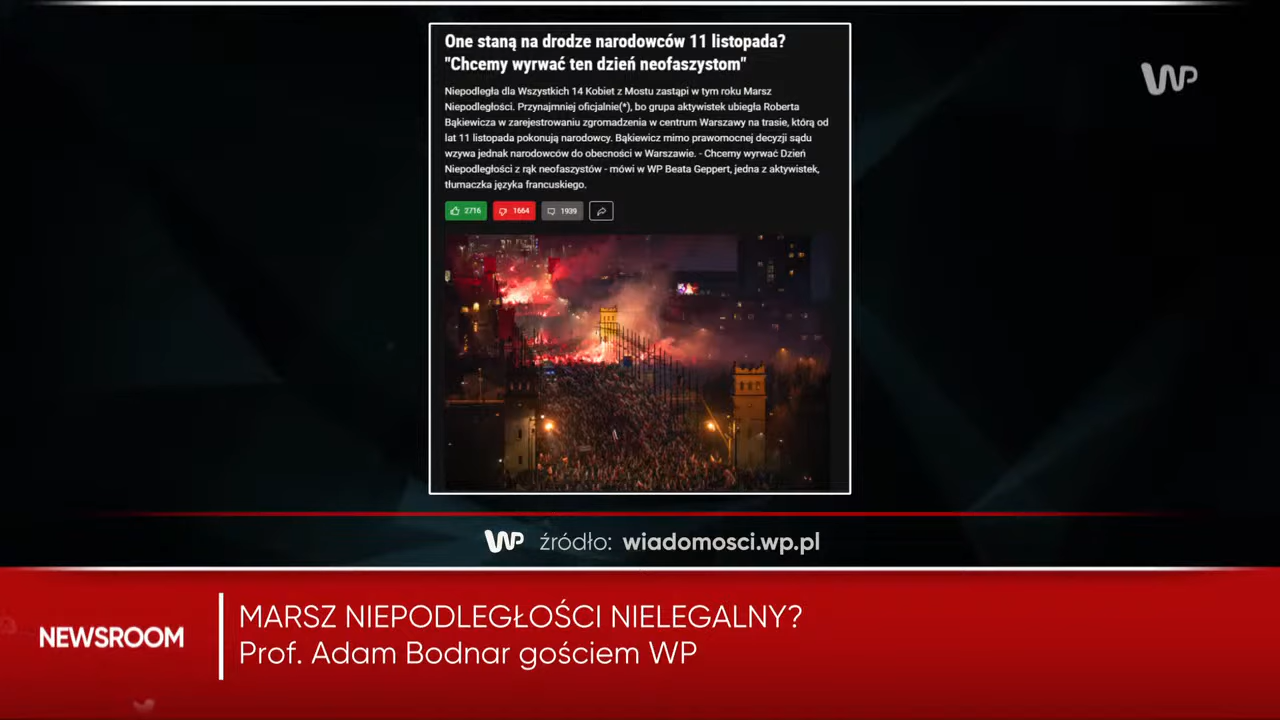 One staną na drodze narodowców 11 listopada?
"Chcemy wyrwać ten dzień neofaszystom"
WP
Niepodległa dla Wszystkich 14 Kobiet z Mostu zastąpi w tym roku Marsz
Niepodległości. Przynajmniej oficjalnie(*), bo grupa aktywistek ubiegła Roberta
Bąkiewicza w zarejestrowaniu zgromadzenia w centrum Warszawy na trasie, którą od
lat 11 listopada pokonują narodowcy. Bąkiewicz mimo prawomocnej decyzji sądu
wzywa jednak narodowców do obecności w Warszawie. - Chcemy wyrwać Dzień
Niepodległości z rąk neofaszystów - mówi w WP Beata Geppert, jedna z aktywistek,
tłumaczka języka francuskiego.
2716 1664 1939
WP źródło: wiadomosci.wp.pl
NEWSROOM
MARSZ NIEPODLEGŁOŚCI NIELEGALNY?
Prof. Adam Bodnar gościem WP